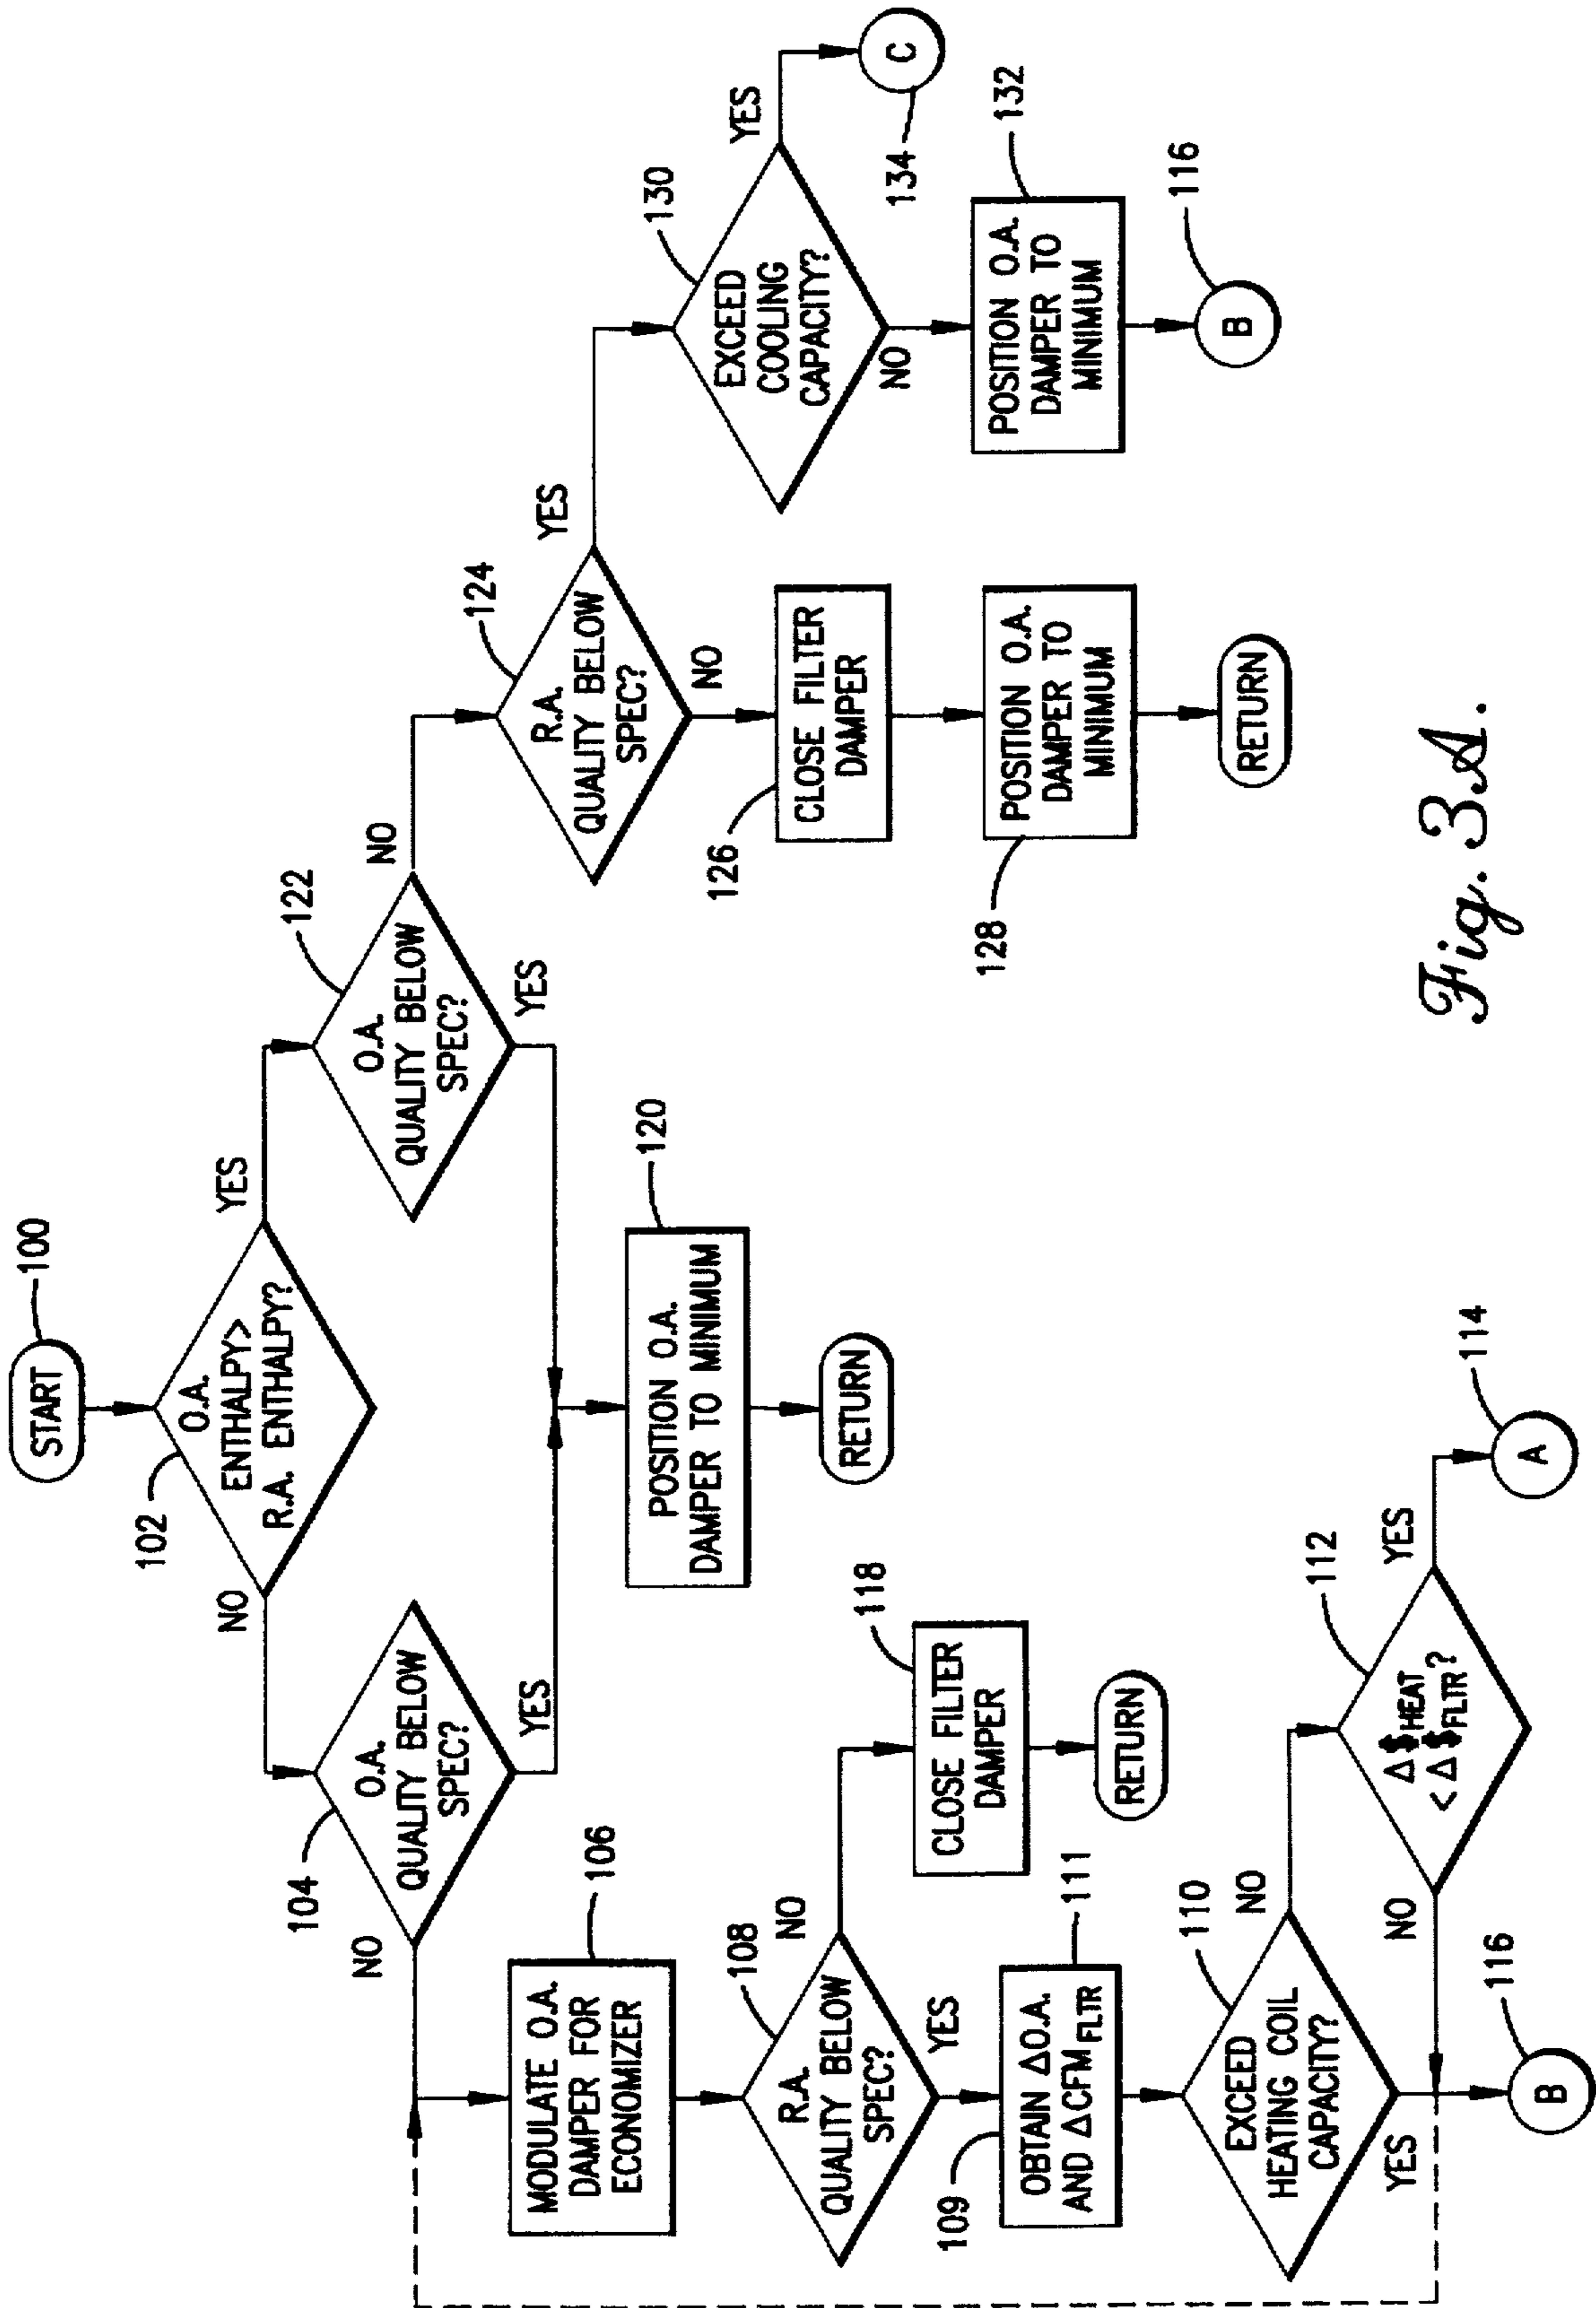 START
100
102
O.A.
ENTHALPY>
R.A. ENTHALPY?
NO
YES
104
O.A.
QUALITY BELOW
SPEC?
NO
YES
122
O.A.
QUALITY BELOW
SPEC?
NO
YES
120
POSITION O.A.
DAMPER TO MINIMUM
RETURN
106
MODULATE O.A.
DAMPER FOR
ECONOMIZER
108
R.A.
QUALITY BELOW
SPEC?
NO
YES
118
CLOSE FILTER
DAMPER
RETURN
109
111
OBTAIN ΔO.A.
AND ΔCFM FLTR
110
EXCEED
HEATING COIL
CAPACITY?
NO
YES
112
Δ$ HEAT
<Δ$ FLTR?
NO
YES
A
114
B
116
124
R.A.
QUALITY BELOW
SPEC?
YES
NO
126
CLOSE FILTER
DAMPER
128
POSITION O.A.
DAMPER TO
MINIMUM
RETURN
130
EXCEED
COOLING
CAPACITY?
YES
NO
C
134
132
POSITION O.A.
DAMPER TO
MINIMUM
B
116
Fig. 3A.